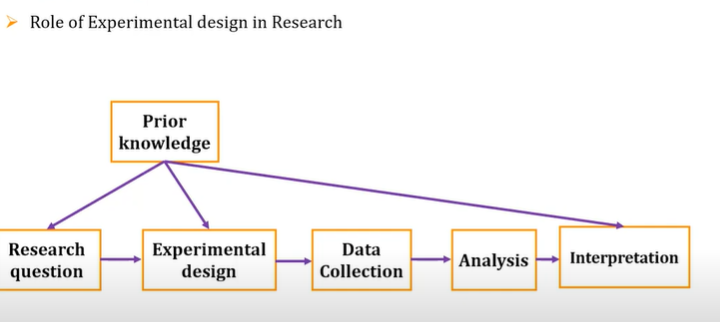 Role of Experimental design in Research
Prior
knowledge
Research
question
Experimental
design
Data
Collection
Analysis
Interpretation